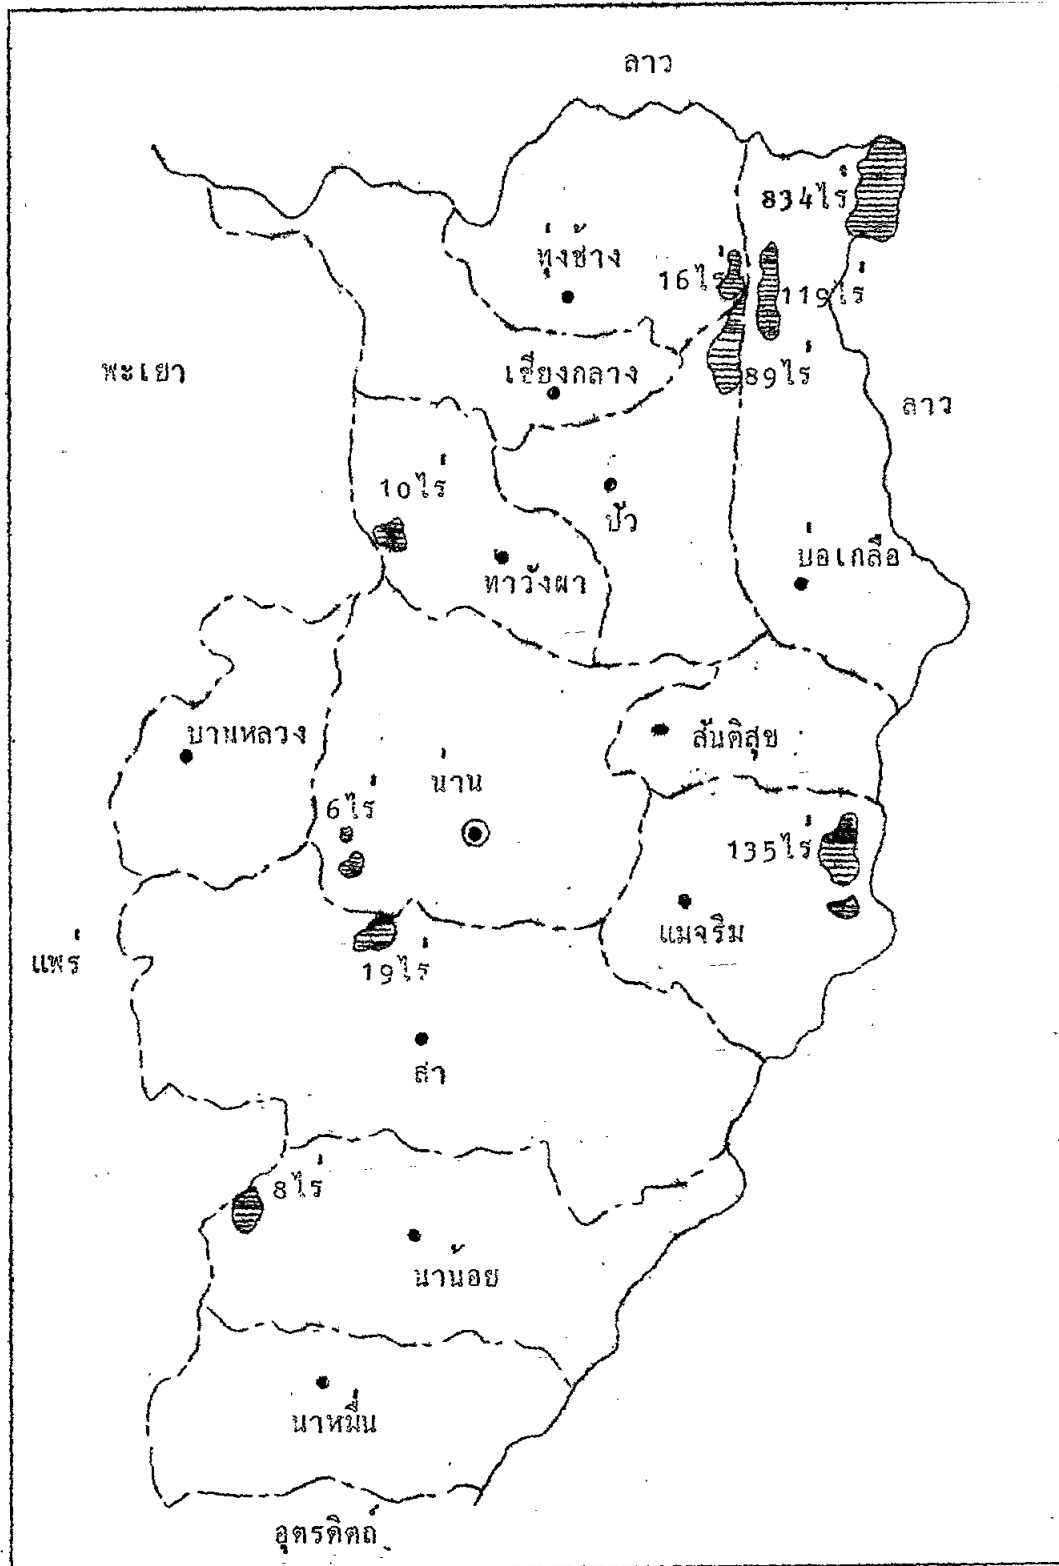 ลาว
834ไร่
ทุ่งช้าง
16ไร่
119ไร่
พะเยา
เชียงกลาง
89ไร่
ลาว
10ไร่
ปัว
บ่อเกลือ
ทาวังผา
บานหลวง
สันติสุข
น่าน
6ไร่
135ไร่
แมจริม
แพร่
19ไร่
สา
8ไร่
นาน้อย
นาหมื่น
อุตรดิตถ์